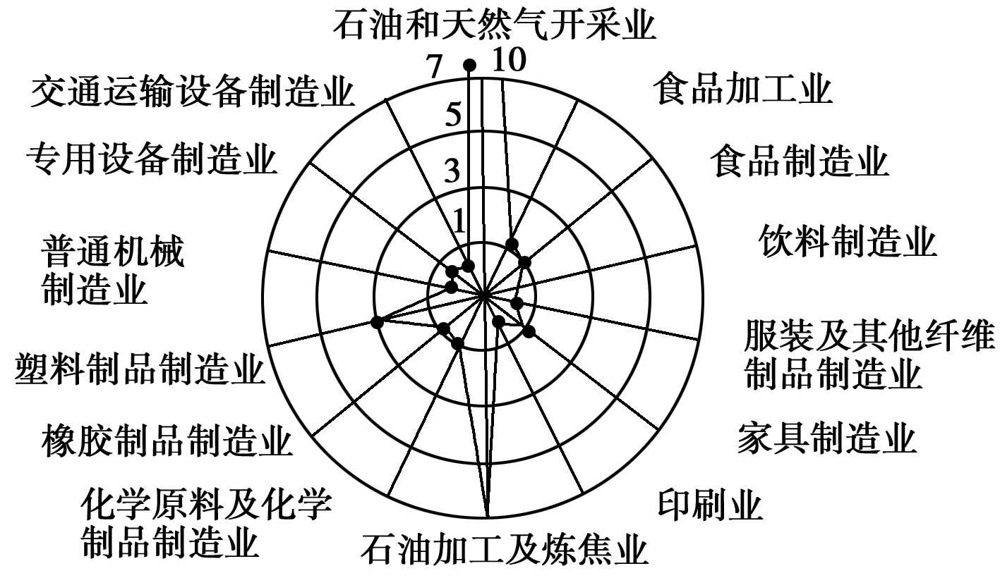 石油和天然气开采业
7
10
5
3
1
食品加工业
食品制造业
饮料制造业
服装及其他纤维
制品制造业
家具制造业
印刷业
石油加工及炼焦业
化学原料及化学
制品制造业
橡胶制品制造业
塑料制品制造业
普通机械
制造业
专用设备制造业
交通运输设备制造业